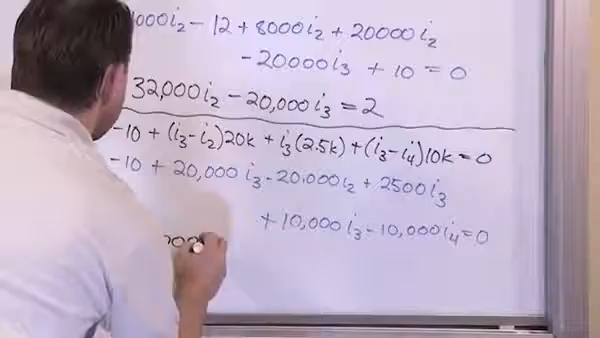 000i₂ - 12 + 8000i₂ + 20000i₂
- 20000i₃ + 10 = 0
32,000i₂ - 20,000i₃ = 2
-10 + (i₃-i₂)20k + i₃(2.5k) + (i₃-i₄)10k = 0
-10 + 20,000i₃ - 20,000i₂ + 2500i₃
+ 10,000i₃ - 10,000i₄ = 0